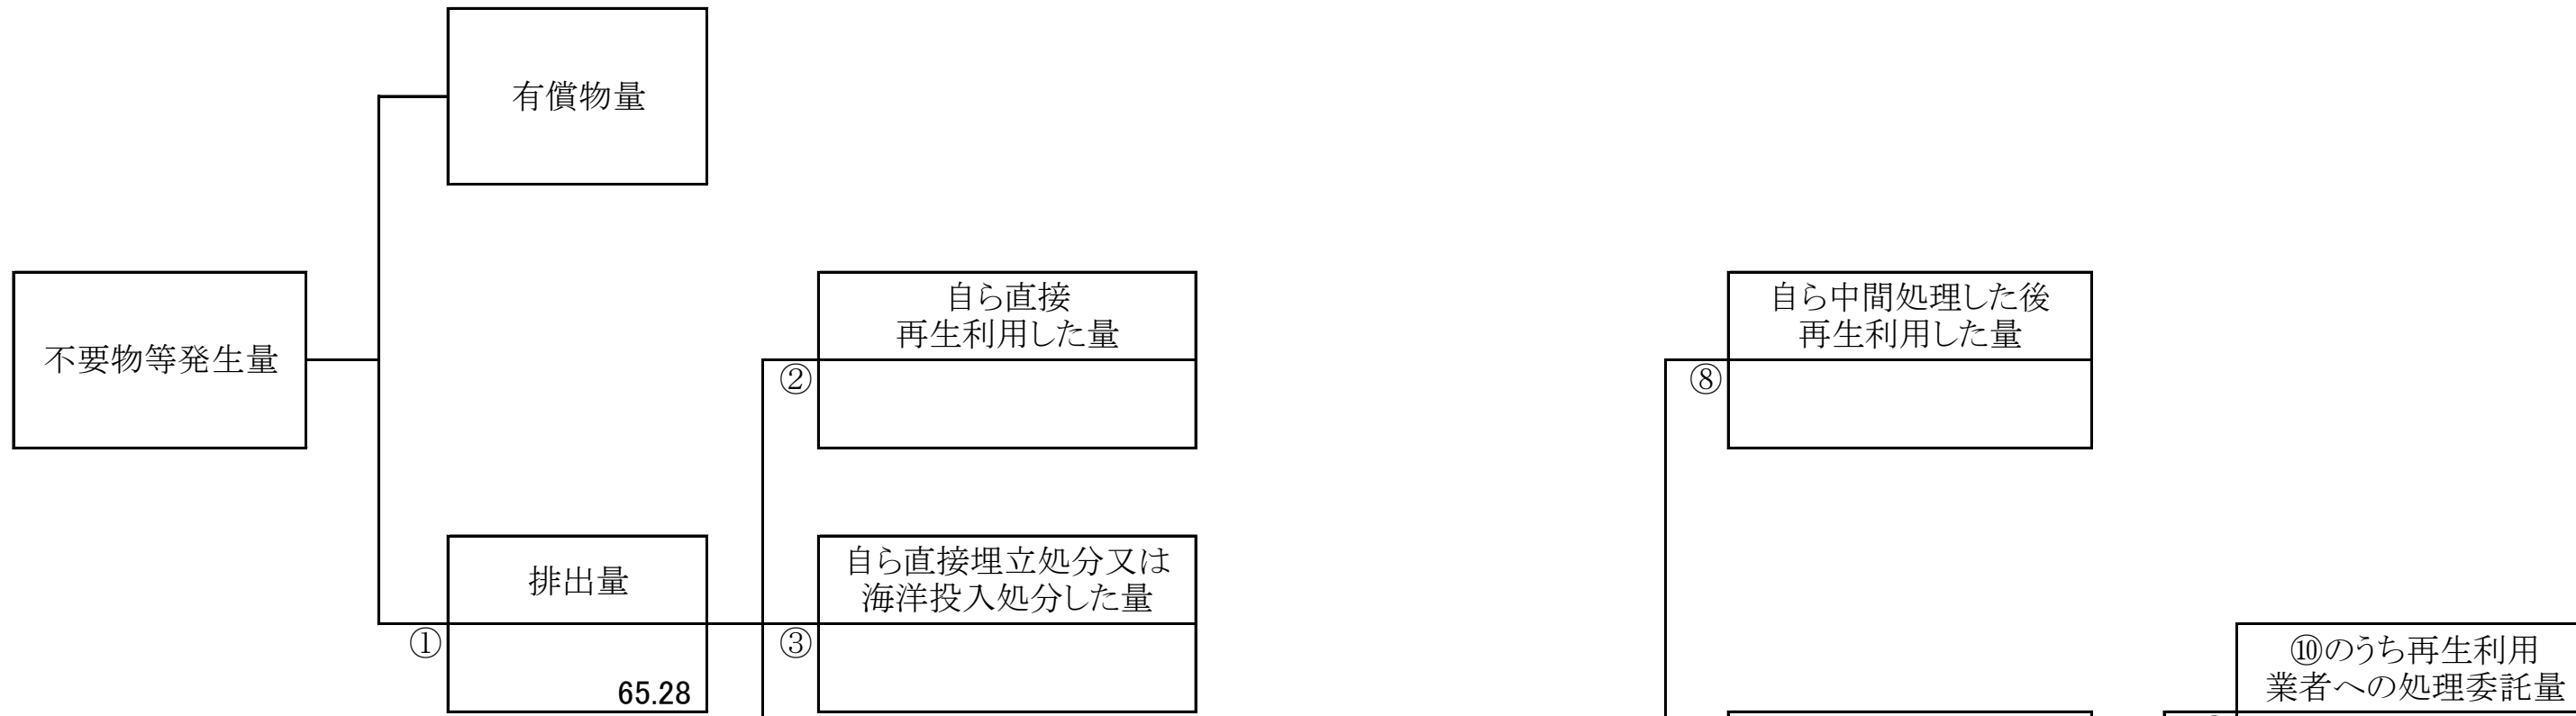 有償物量
不要物等発生量
自ら直接
再生利用した量
②
自ら中間処理した後
再生利用した量
⑧
排出量
①
65.28
自ら直接埋立処分又は
海洋投入処分した量
③
⑩のうち再生利用
業者への処理委託量